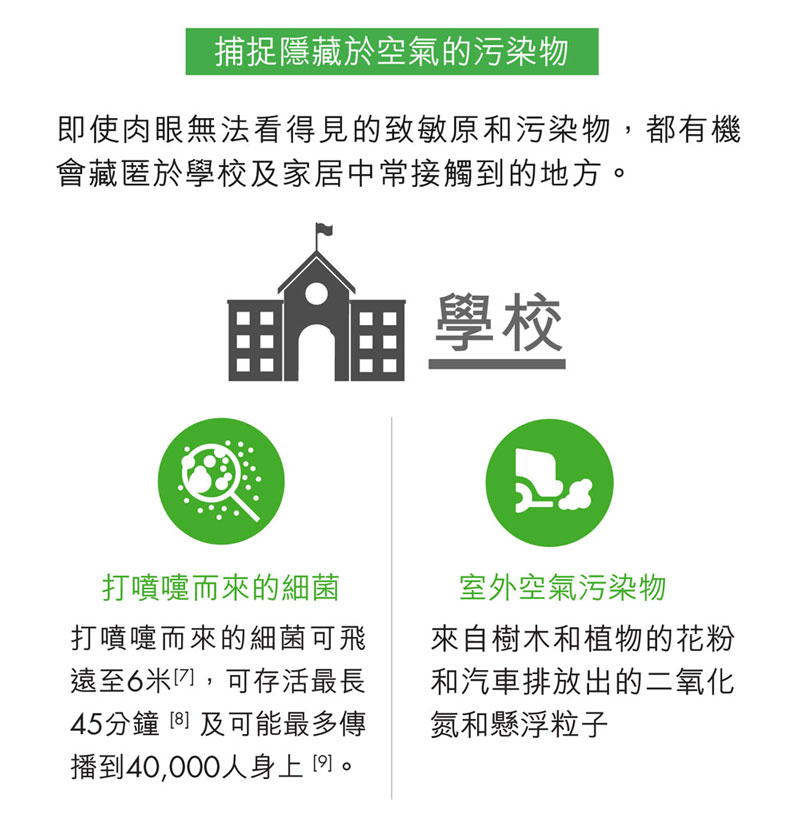 捕捉隱藏於空氣的污染物
即使肉眼無法看得見的致敏原和污染物，都有機
會藏匿於學校及家居中常接觸到的地方。
學校
打噴嚏而來的細菌
打噴嚏而來的細菌可飛
遠至6米[7]，可存活最長
45分鐘 [8] 及可能最多傳
播到40,000人身上 [9]。
室外空氣污染物
來自樹木和植物的花粉
和汽車排放出的二氧化
氮和懸浮粒子